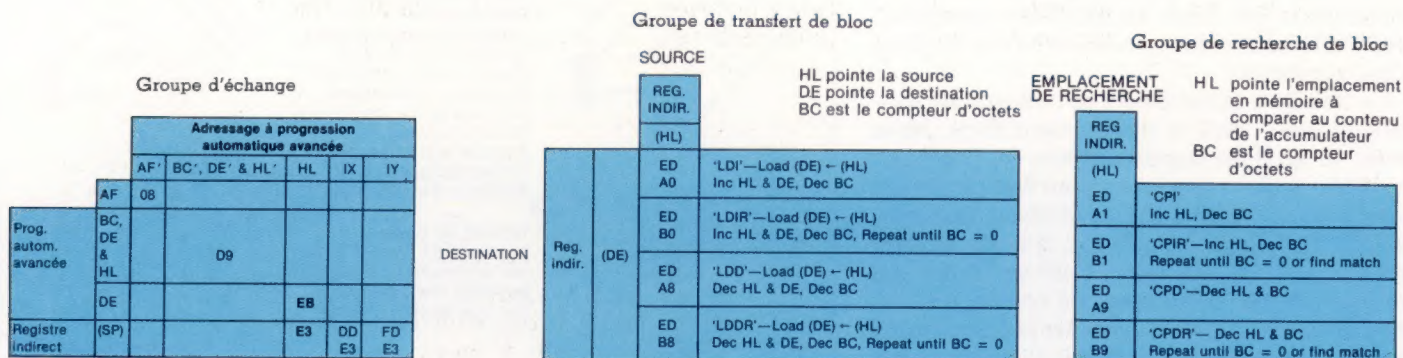 Groupe d'échange
Adressage à progression
automatique avancée
AF' BC', DE' & HL' HL IX IY
AF 08
Prog.
autom.
avancée
BC,
DE
&
HL
D9
DE EB
Registre
indirect
(SP) E3 DD FD
E3 E3
Groupe de transfert de bloc
SOURCE
REG.
INDIR.
(HL)
HL pointe la source
DE pointe la destination
BC est le compteur d'octets
DESTINATION
Reg.
indir.
(DE)
ED 'LDI'—Load (DE) ← (HL)
A0 Inc HL & DE, Dec BC
ED 'LDIR'—Load (DE) ← (HL)
B0 Inc HL & DE, Dec BC, Repeat until BC = 0
ED 'LDD'—Load (DE) ← (HL)
A8 Dec HL & DE, Dec BC
ED 'LDDR'—Load (DE) ← (HL)
B8 Dec HL & DE, Dec BC, Repeat until BC = 0
Groupe de recherche de bloc
EMPLACEMENT
DE RECHERCHE
REG
INDIR.
(HL)
HL pointe l'emplacement
en mémoire à
comparer au contenu
de l'accumulateur
BC est le compteur
d'octets
ED 'CPI'
A1 Inc HL, Dec BC
ED 'CPIR'—Inc HL, Dec BC
B1 Repeat until BC = 0 or find match
ED 'CPD'—Dec HL & BC
A9
ED 'CPDR'— Dec HL & BC
B9 Repeat until BC = 0 or find match